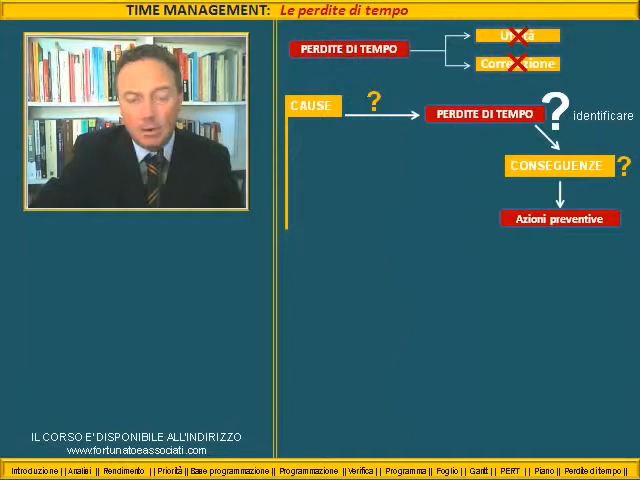 TIME MANAGEMENT: Le perdite di tempo
PERDITE DI TEMPO
Utilità
Correzione
CAUSE
?
PERDITE DI TEMPO
? identificare
CONSEGUENZE ?
Azioni preventive
IL CORSO E' DISPONIBILE ALL'INDIRIZZO
www.fortunatoeassociati.com
Introduzione || Analisi || Rendimento || Priorità || Base programmazione || Programmazione || Verifica || Programma || Foglio || Gantt || PERT || Piano || Perdite di tempo ||